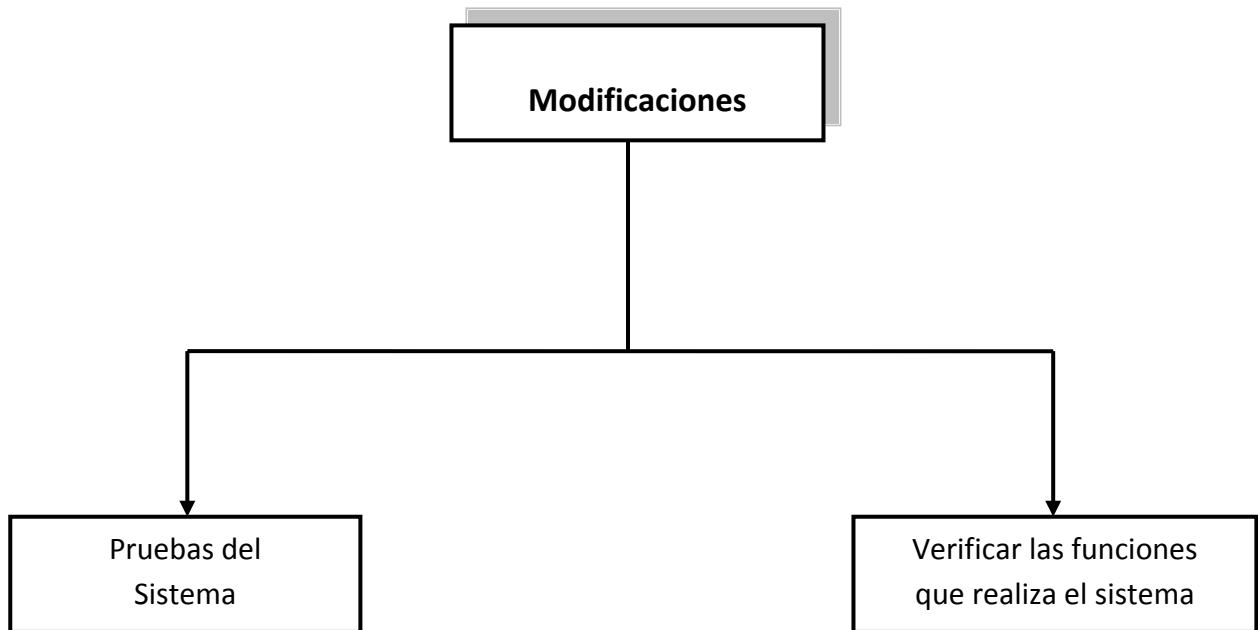 Modificaciones
Pruebas del
Sistema
Verificar las funciones
que realiza el sistema